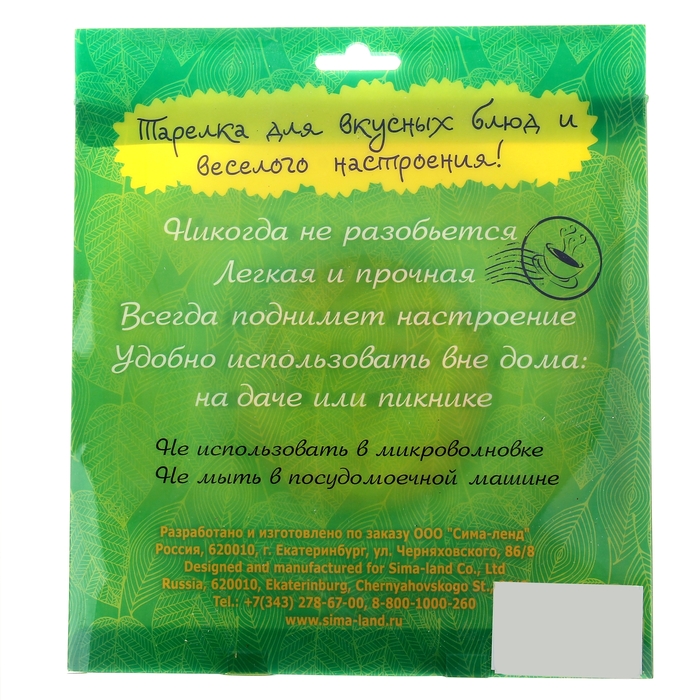 Тарелка для вкусных блюд и
веселого настроения!
Никогда не разобьется
Легкая и прочная
Всегда поднимет настроение
Удобно использовать вне дома:
на даче или пикнике
Не использовать в микроволновке
Не мыть в посудомоечной машине
Разработано и изготовлено по заказу ООО "Сима-ленд"
Россия, 620010, г. Екатеринбург, ул. Черняховского, 86/8
Designed and manufactured for Sima-land Co., Ltd
Russia, 620010, Ekaterinburg, Chernyahovskogo St.,
Tel.: +7(343) 278-67-00, 8-800-1000-260
www.sima-land.ru